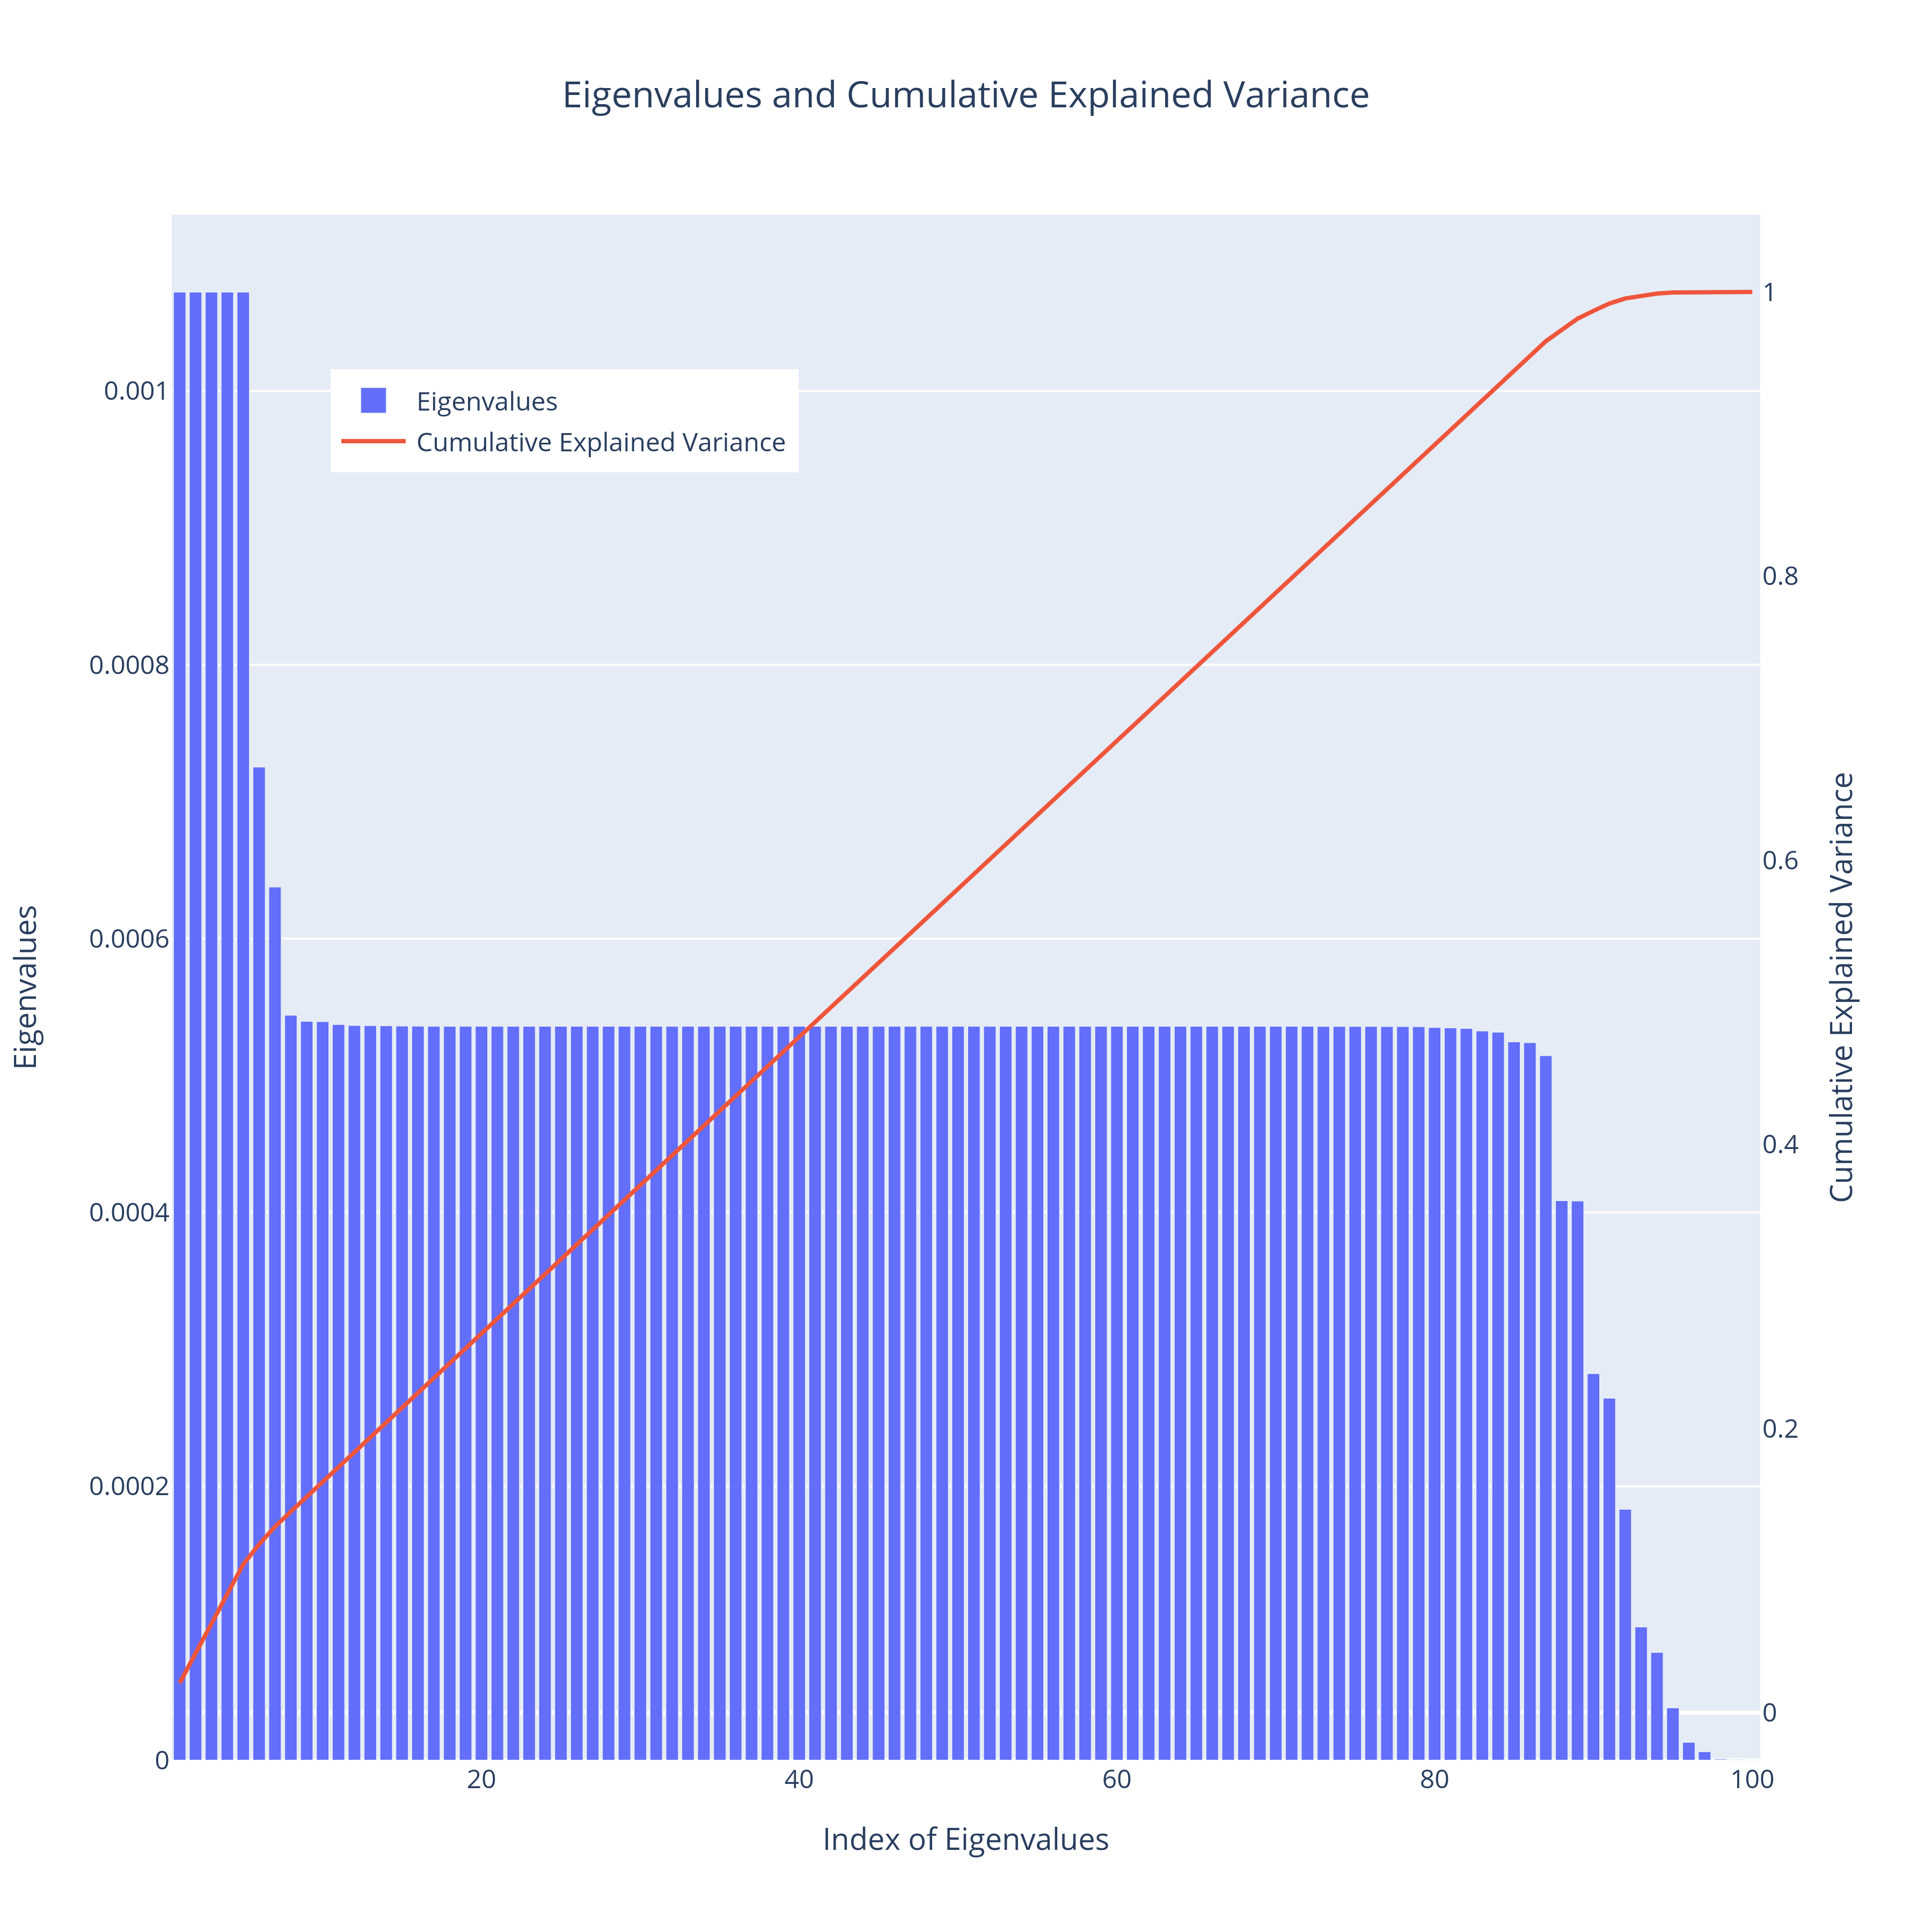 Eigenvalues and Cumulative Explained Variance
Eigenvalues
Cumulative Explained Variance
0.001
0.0008
0.0006
0.0004
0.0002
0
Eigenvalues
1
0.8
0.6
0.4
0.2
0
Cumulative Explained Variance
20 40 60 80 100
Index of Eigenvalues